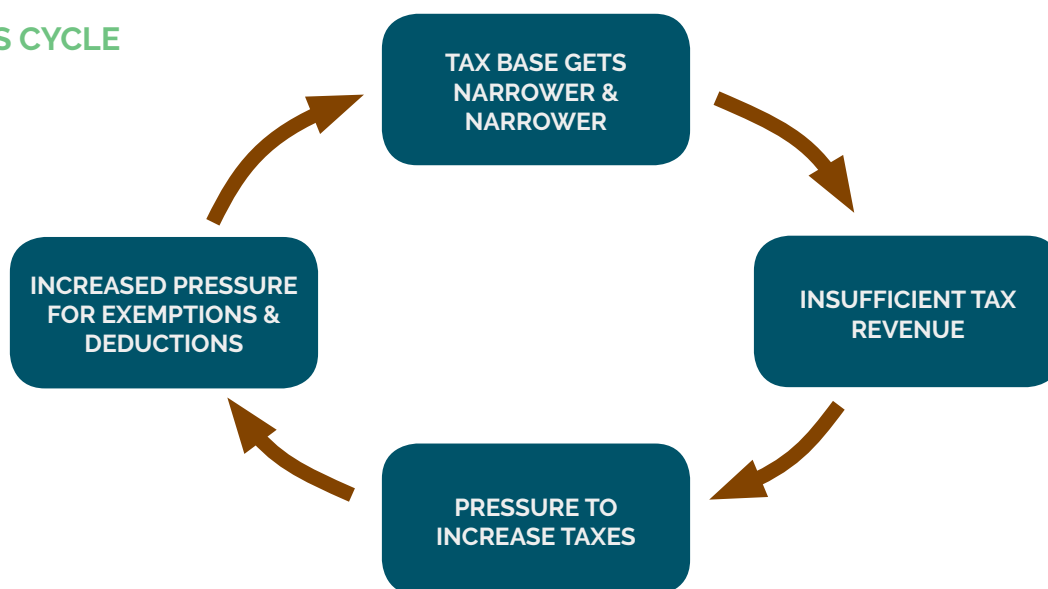 S CYCLE
TAX BASE GETS
NARROWER &
NARROWER
INCREASED PRESSURE
FOR EXEMPTIONS &
DEDUCTIONS
INSUFFICIENT TAX
REVENUE
PRESSURE TO
INCREASE TAXES